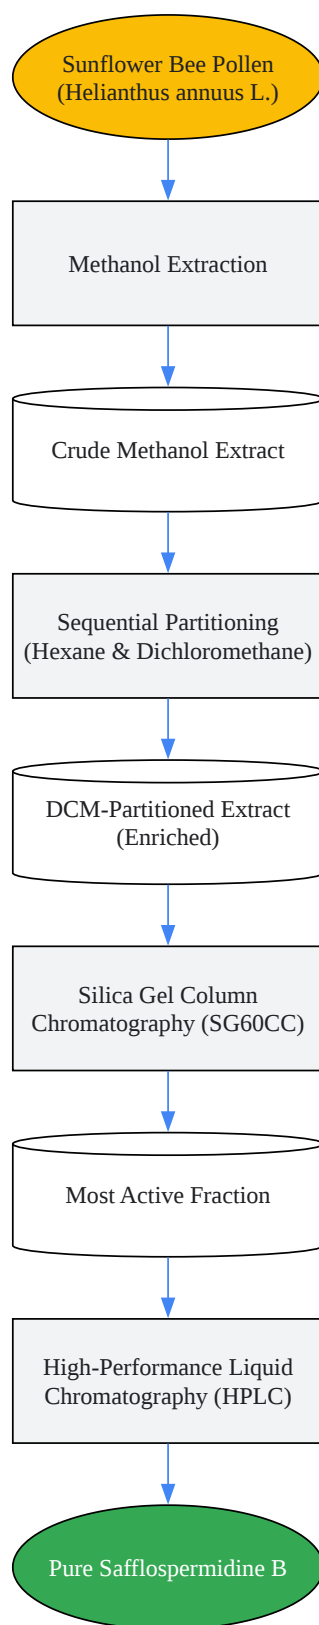 Sunflower Bee Pollen
(Helianthus annuus L.)
Methanol Extraction
Crude Methanol Extract
Sequential Partitioning
(Hexane & Dichloromethane)
DCM-Partitioned Extract
(Enriched)
Silica Gel Column
Chromatography (SG60CC)
Most Active Fraction
High-Performance Liquid
Chromatography (HPLC)
Pure Safflospermidine B